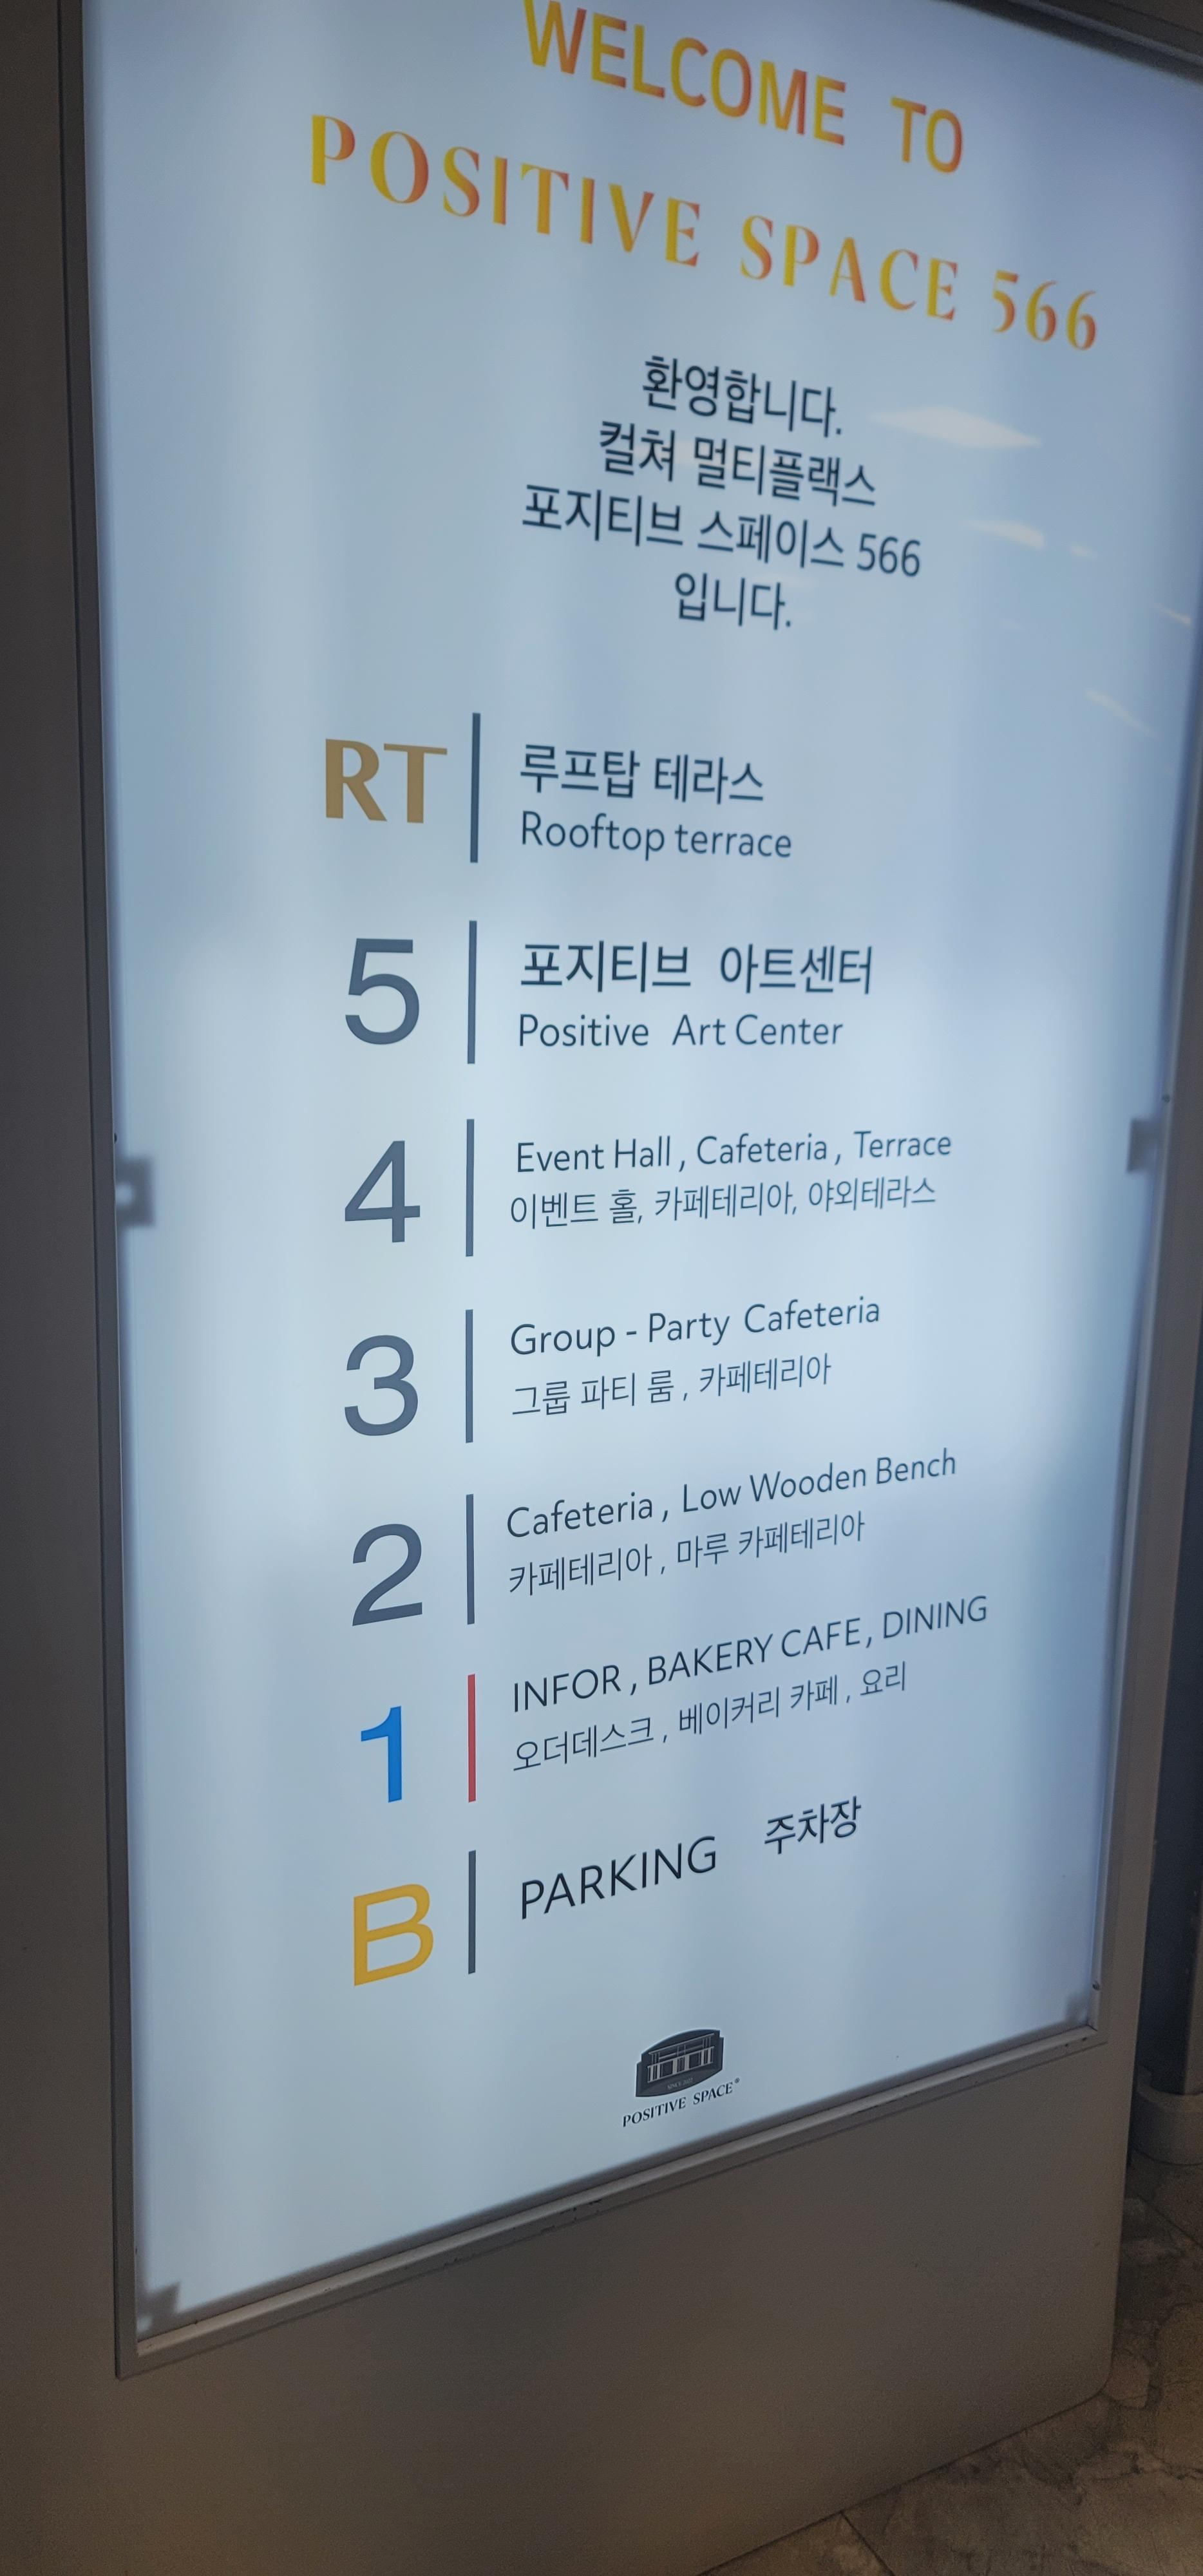 WELCOME TO
POSITIVE SPACE 566
환영합니다.
컬쳐 멀티플랙스
포지티브 스페이스 566
입니다.
RT
루프탑 테라스
Rooftop terrace
5
포지티브 아트센터
Positive Art Center
4
Event Hall , Cafeteria , Terrace
이벤트 홀, 카페테리아, 야외테라스
3
Group - Party Cafeteria
그룹 파티 룸 , 카페테리아
2
Cafeteria , Low Wooden Bench
카페테리아 , 마루 카페테리아
1
INFOR , BAKERY CAFE , DINING
오더데스크 , 베이커리 카페 , 요리
B
PARKING 주차장
POSITIVE SPACE®